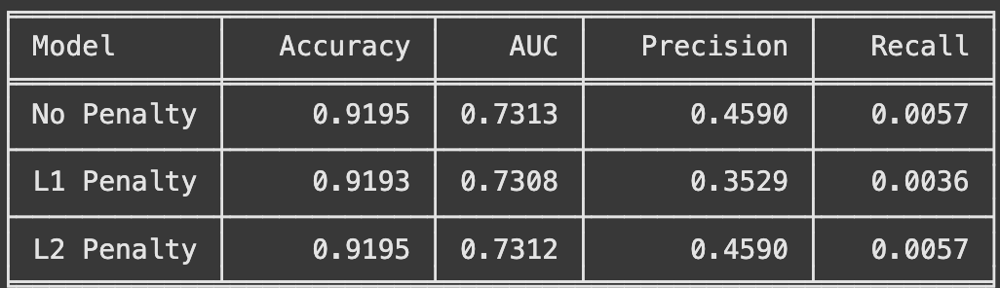 Model Accuracy AUC Precision Recall
No Penalty 0.9195 0.7313 0.4590 0.0057
L1 Penalty 0.9193 0.7308 0.3529 0.0036
L2 Penalty 0.9195 0.7312 0.4590 0.0057